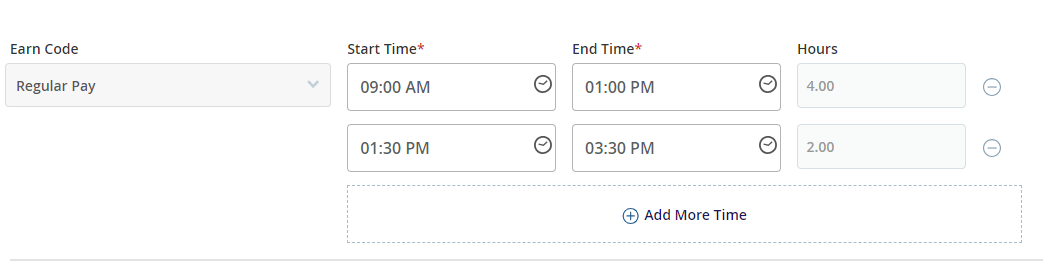 Earn Code Start Time* End Time* Hours
Regular Pay 09:00 AM 01:00 PM 4.00
01:30 PM 03:30 PM 2.00
Add More Time